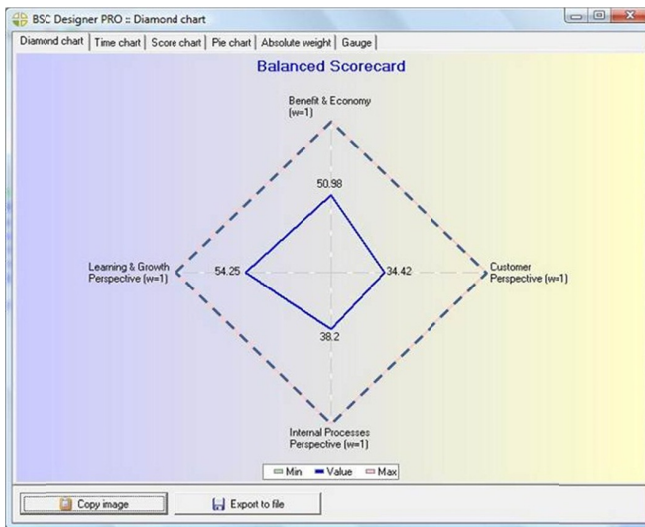 BSC Designer PRO :: Diamond chart
Diamond chart
Time chart
Score chart
Pie chart
Absolute weight
Gauge
Balanced Scorecard
Benefit & Economy
(w=1)
50.98
Learning & Growth
Perspective (w=1)
54.25
34.42
Customer
Perspective (w=1)
38.2
Internal Processes
Perspective (w=1)
Min
Value
Max
Copy image
Export to file